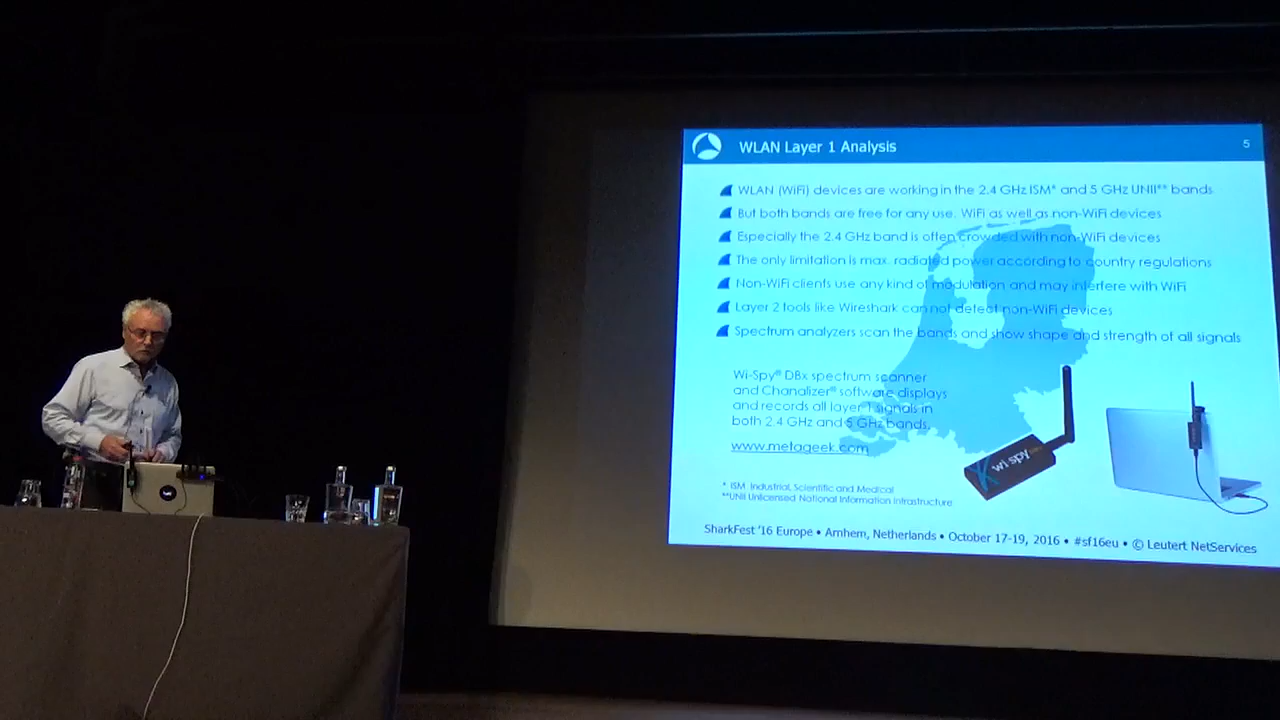 WLAN Layer 1 Analysis
5
WLAN (WiFi) devices are working in the 2.4 GHz ISM* and 5 GHz UNII** bands
But both bands are free for any use. WiFi as well as non-WiFi devices
Especially the 2.4 GHz band is often crowded with non-WiFi devices
The only limitation is max. radiated power according to country regulations
Non-WiFi clients use any kind of modulation and may interfere with WiFi
Layer 2 tools like Wireshark can not detect non-WiFi devices
Spectrum analyzers scan the bands and show shape and strength of all signals
Wi-Spy® DBx spectrum scanner
and Chanalizer® software displays
and records all layer 1 signals in
both 2.4 GHz and 5 GHz bands.
www.metageek.com
wi spy
* ISM Industrial, Scientific and Medical
**UNII Unlicensed National Information Infrastructure
SharkFest '16 Europe • Arnhem, Netherlands • October 17-19, 2016 • #sf16eu • © Leutert NetServices